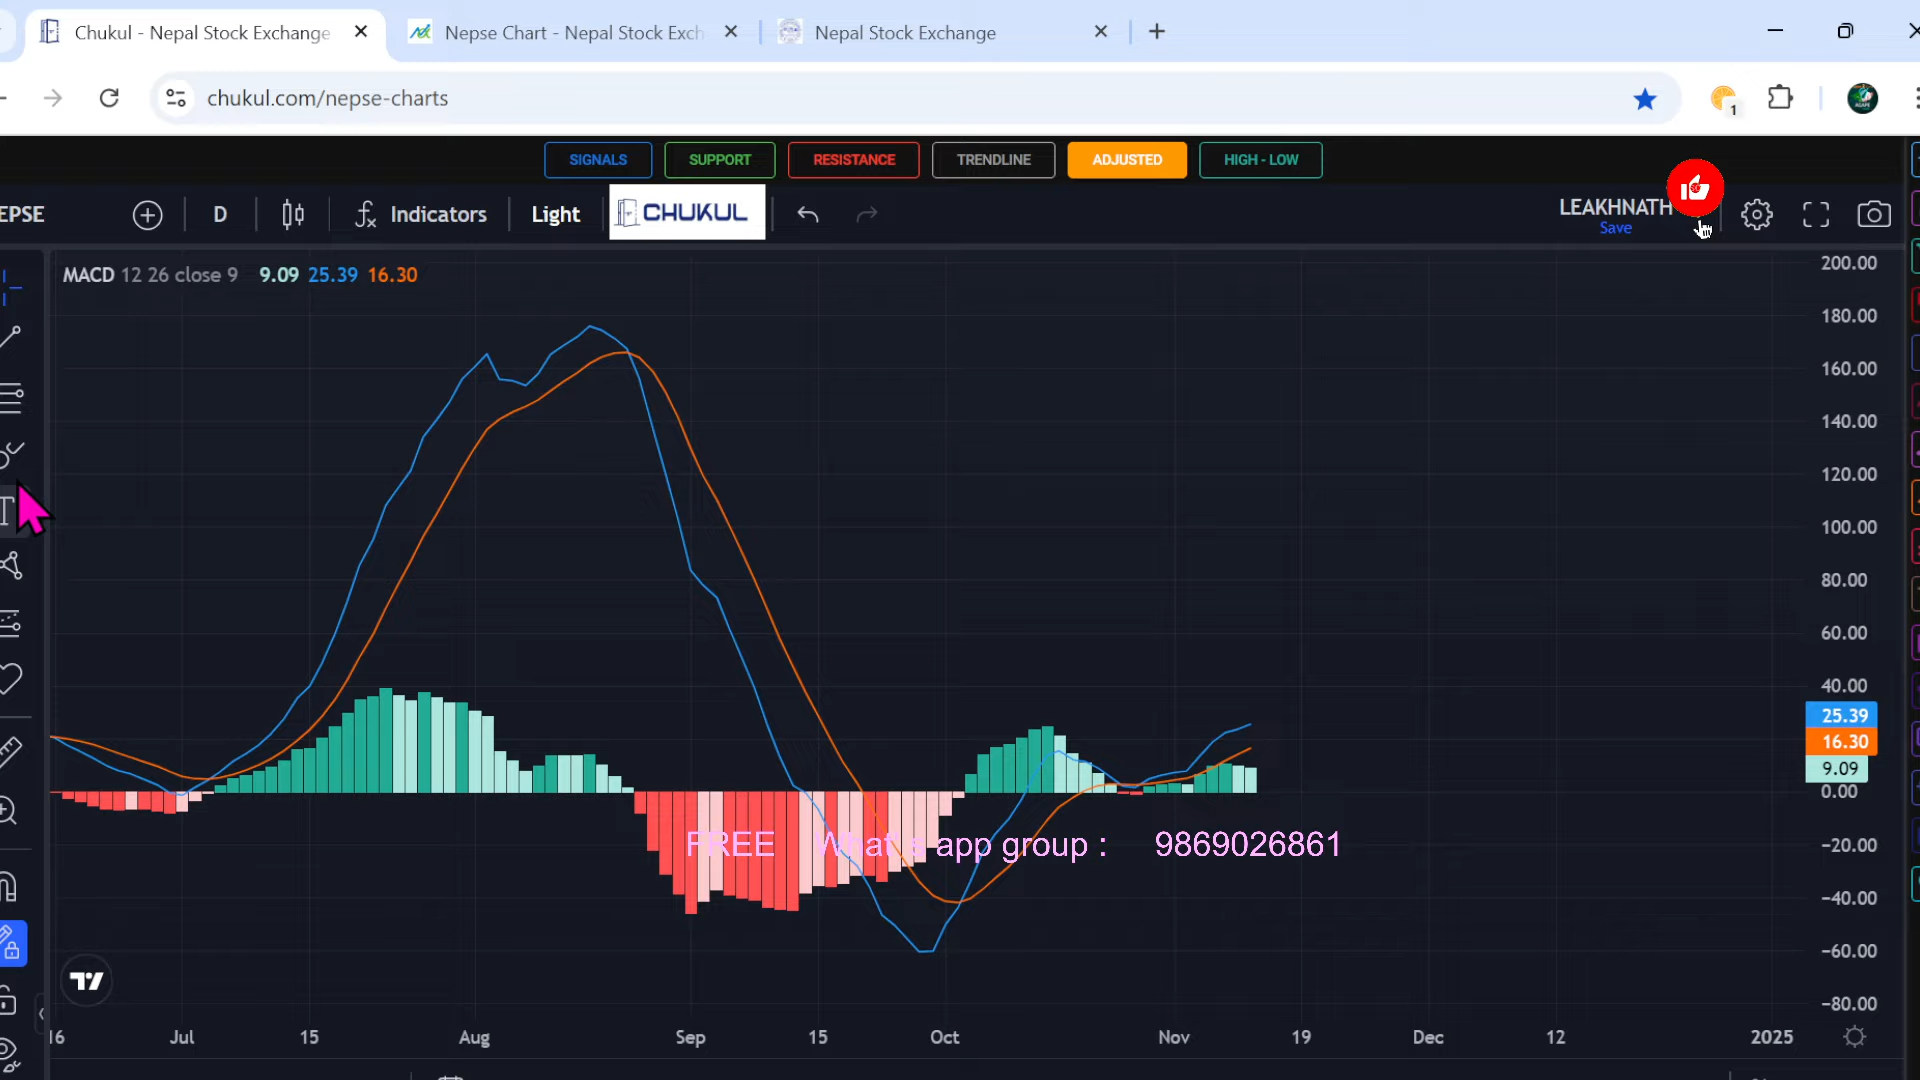 Chukul - Nepal Stock Exchange
Nepse Chart - Nepal Stock Exch
Nepal Stock Exchange
chukul.com/nepse-charts
1
SIGNALS
SUPPORT
RESISTANCE
TRENDLINE
ADJUSTED
HIGH - LOW
EPSE
D
Indicators
Light
CHUKUL
LEAKHNATH
Save
MACD 12 26 close 9 9.09 25.39 16.30
200.00
180.00
160.00
140.00
120.00
100.00
80.00
60.00
40.00
25.39
16.30
9.09
0.00
−20.00
−40.00
−60.00
−80.00
FREE What's app group : 9869026861
16
Jul
15
Aug
Sep
15
Oct
Nov
19
Dec
12
2025